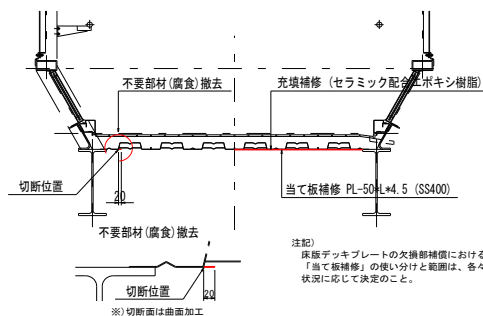 不要部材(腐食)撤去
充填補修 (セラミック配合エポキシ樹脂)
切断位置
20
当て板補修 PL-50*L*4.5 (SS400)
不要部材(腐食)撤去
切断位置
20
※)切断面は曲面加工
注記)
床版デッキプレートの欠損部補償における
「当て板補修」の使い分けと範囲は、各々
状況に応じて決定のこと。